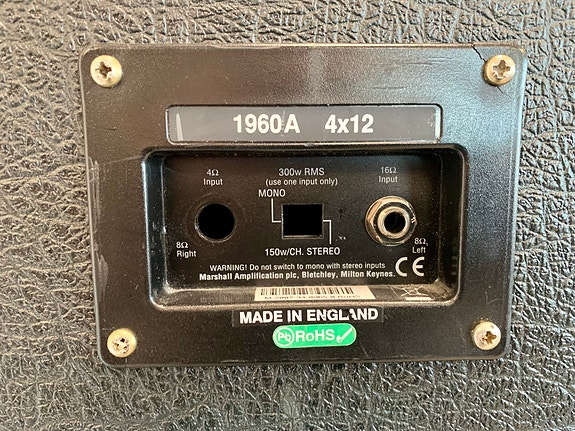 1960A 4x12
4Ω 300w RMS 16Ω
Input (use one input only) Input
MONO
8Ω 8Ω
Right 150w/CH. STEREO Left
WARNING! Do not switch to mono with stereo inputs
Marshall Amplification plc, Bletchley, Milton Keynes.
CE
MADE IN ENGLAND
Pb RoHS